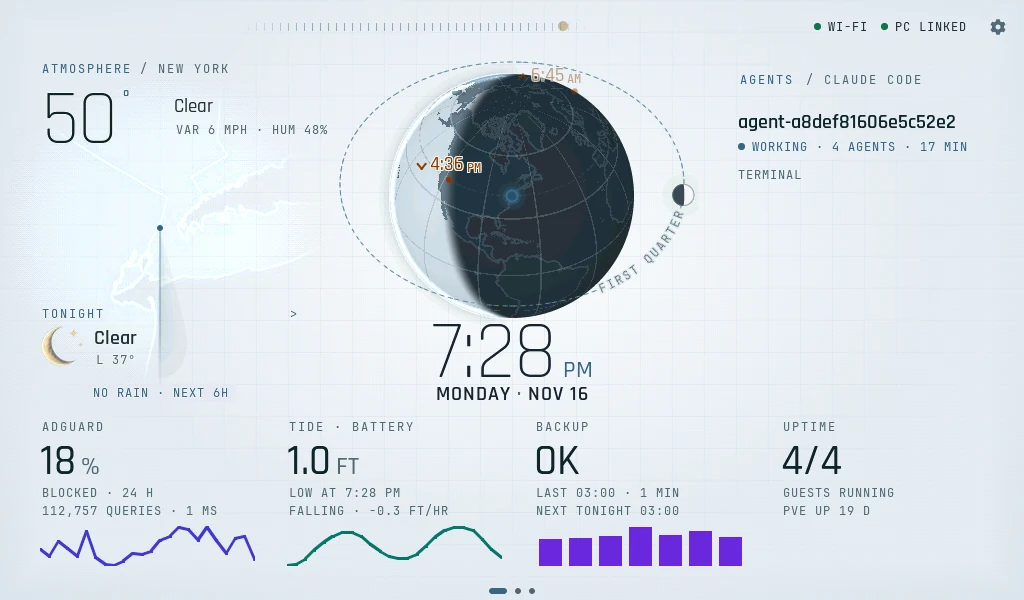 WI-FI
PC LINKED
ATMOSPHERE / NEW YORK
50°
Clear
VAR 6 MPH · HUM 48%
6:45 AM
4:36 PM
FIRST QUARTER
AGENTS / CLAUDE CODE
agent-a8def81606e5c52e2
WORKING · 4 AGENTS · 17 MIN
TERMINAL
TONIGHT
>
Clear
L 37°
NO RAIN · NEXT 6H
7:28 PM
MONDAY · NOV 16
ADGUARD
18 %
BLOCKED · 24 H
112,757 QUERIES · 1 MS
TIDE · BATTERY
1.0 FT
LOW AT 7:28 PM
FALLING · -0.3 FT/HR
BACKUP
OK
LAST 03:00 · 1 MIN
NEXT TONIGHT 03:00
UPTIME
4/4
GUESTS RUNNING
PVE UP 19 D